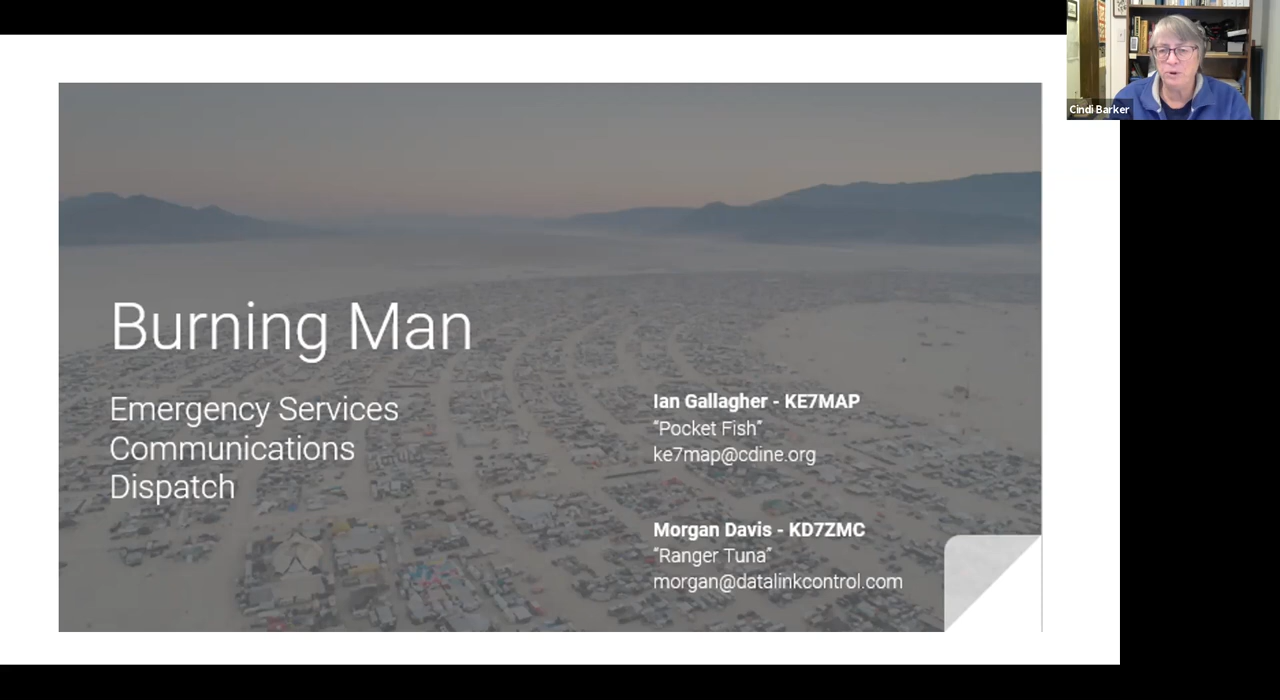 Cindi Barker
Burning Man
Emergency Services
Communications
Dispatch
Ian Gallagher - KE7MAP
“Pocket Fish”
ke7map@cdine.org
Morgan Davis - KD7ZMC
“Ranger Tuna”
morgan@datalinkcontrol.com